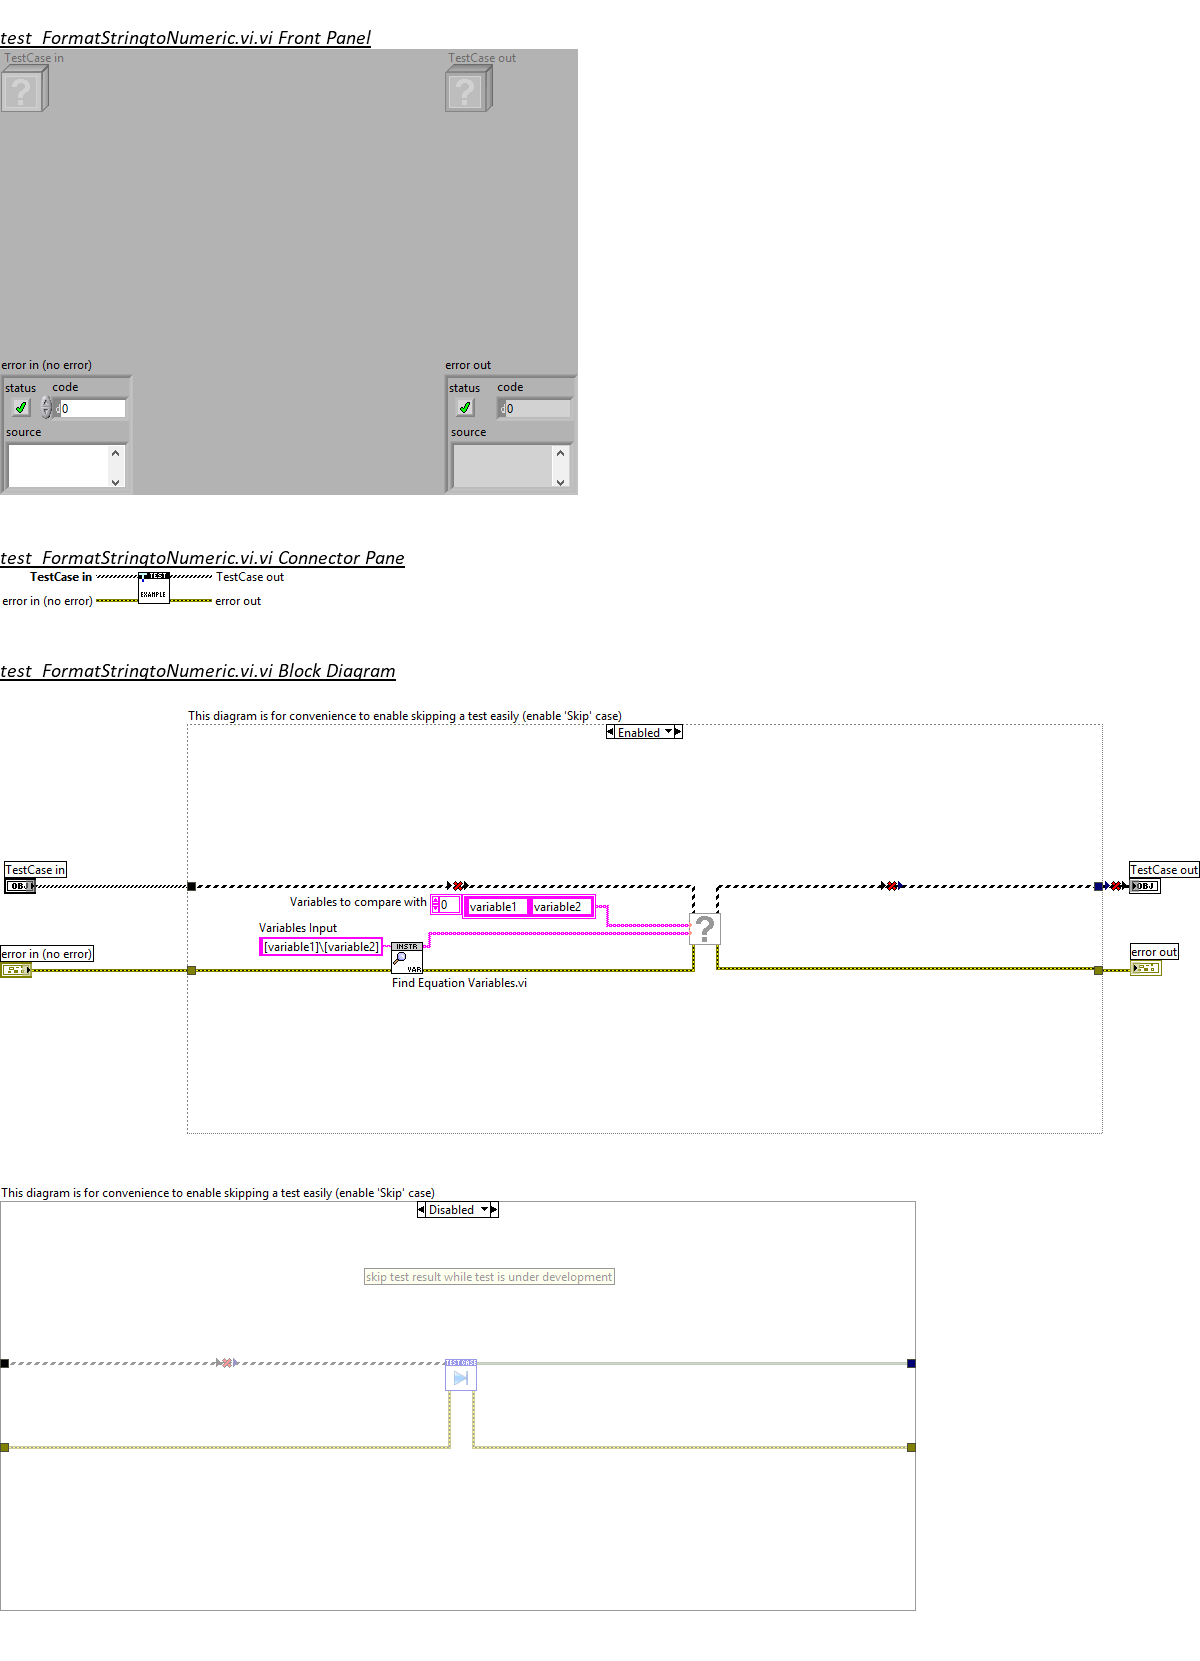 test_FormatStringtoNumeric.vi.vi Front Panel
TestCase in
TestCase out
?
?
error in (no error)
error out
status
code
status
code
d
0
d
0
source
source
test_FormatStringtoNumeric.vi.vi Connector Pane
TestCase in
TEST
TestCase out
EXAMPLE
error in (no error)
error out
test_FormatStringtoNumeric.vi.vi Block Diagram
This diagram is for convenience to enable skipping a test easily (enable 'Skip' case)
Enabled
TestCase in
OBJ
TestCase out
OBJ
Variables to compare with
0
variable1
variable2
Variables Input
[variable1]\[variable2]
INSTR
VAR
?
error in (no error)
error out
Find Equation Variables.vi
This diagram is for convenience to enable skipping a test easily (enable 'Skip' case)
Disabled
skip test result while test is under development
TEST CASE